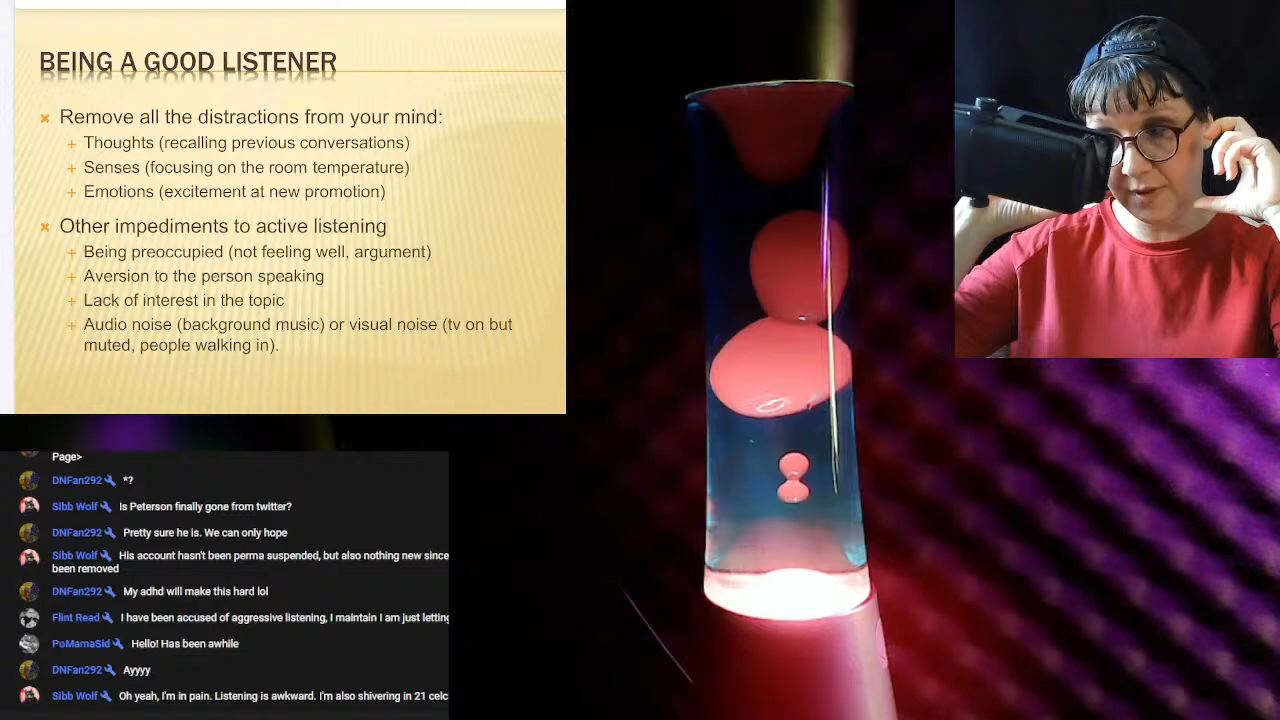 BEING A GOOD LISTENER
Remove all the distractions from your mind:
Thoughts (recalling previous conversations)
Senses (focusing on the room temperature)
Emotions (excitement at new promotion)
Other impediments to active listening
Being preoccupied (not feeling well, argument)
Aversion to the person speaking
Lack of interest in the topic
Audio noise (background music) or visual noise (tv on but
muted, people walking in).
Page>
DNFan292 *?
Sibb Wolf Is Peterson finally gone from twitter?
DNFan292 Pretty sure he is. We can only hope
Sibb Wolf His account hasn't been perma suspended, but also nothing new since
been removed
DNFan292 My adhd will make this hard lol
Flint Read I have been accused of aggressive listening, I maintain I am just letting
PoMamaSid Hello! Has been awhile
DNFan292 Ayyyy
Sibb Wolf Oh yeah, I'm in pain. Listening is awkward. I'm also shivering in 21 celc